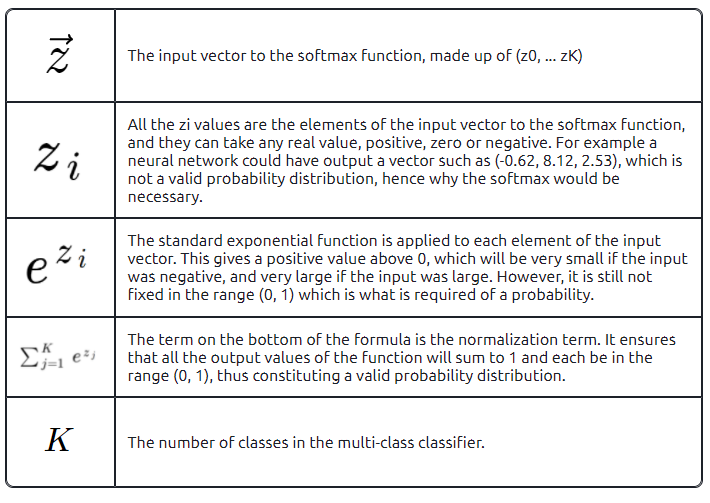 z⃗
The input vector to the softmax function, made up of (z0, ... zK)
z_i
All the zi values are the elements of the input vector to the softmax function,
and they can take any real value, positive, zero or negative. For example a
neural network could have output a vector such as (-0.62, 8.12, 2.53), which is
not a valid probability distribution, hence why the softmax would be
necessary.
e^{z_i}
The standard exponential function is applied to each element of the input
vector. This gives a positive value above 0, which will be very small if the input
was negative, and very large if the input was large. However, it is still not
fixed in the range (0, 1) which is what is required of a probability.
∑_{j=1}^{K} e^{z_j}
The term on the bottom of the formula is the normalization term. It ensures
that all the output values of the function will sum to 1 and each be in the
range (0, 1), thus constituting a valid probability distribution.
K
The number of classes in the multi-class classifier.